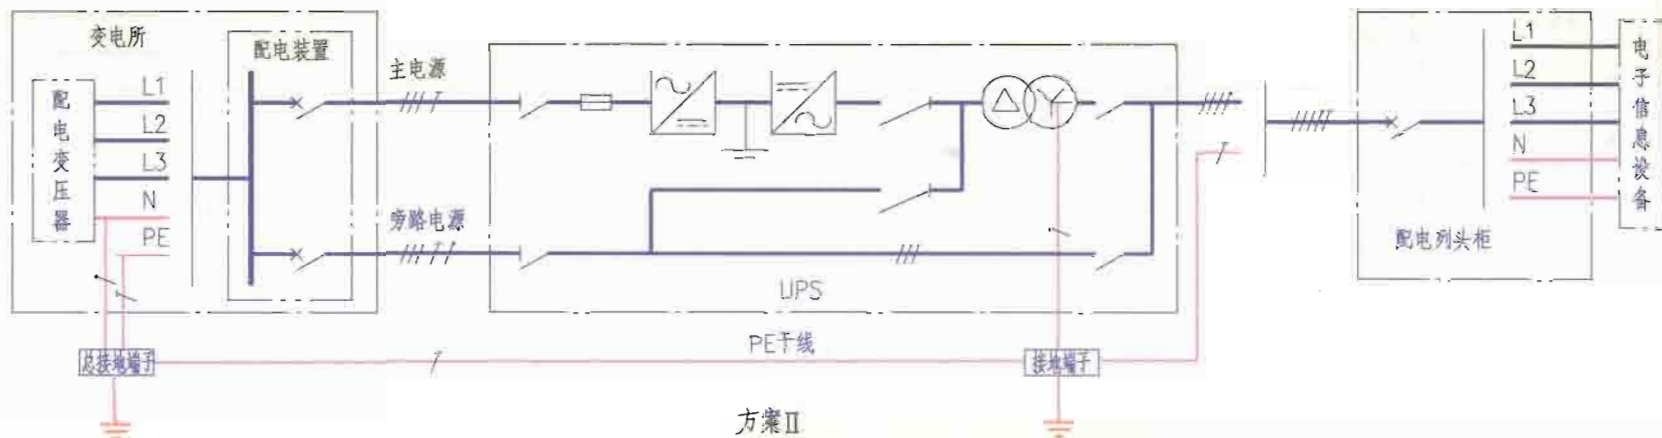 变电所
配电装置
配电变压器
L1
L2
L3
N
PE
主电源
旁路电源
UPS
L1
L2
L3
N
PE
电子信息设备
配电列头柜
总接地端子
PE干线
接地端子
方案Ⅱ